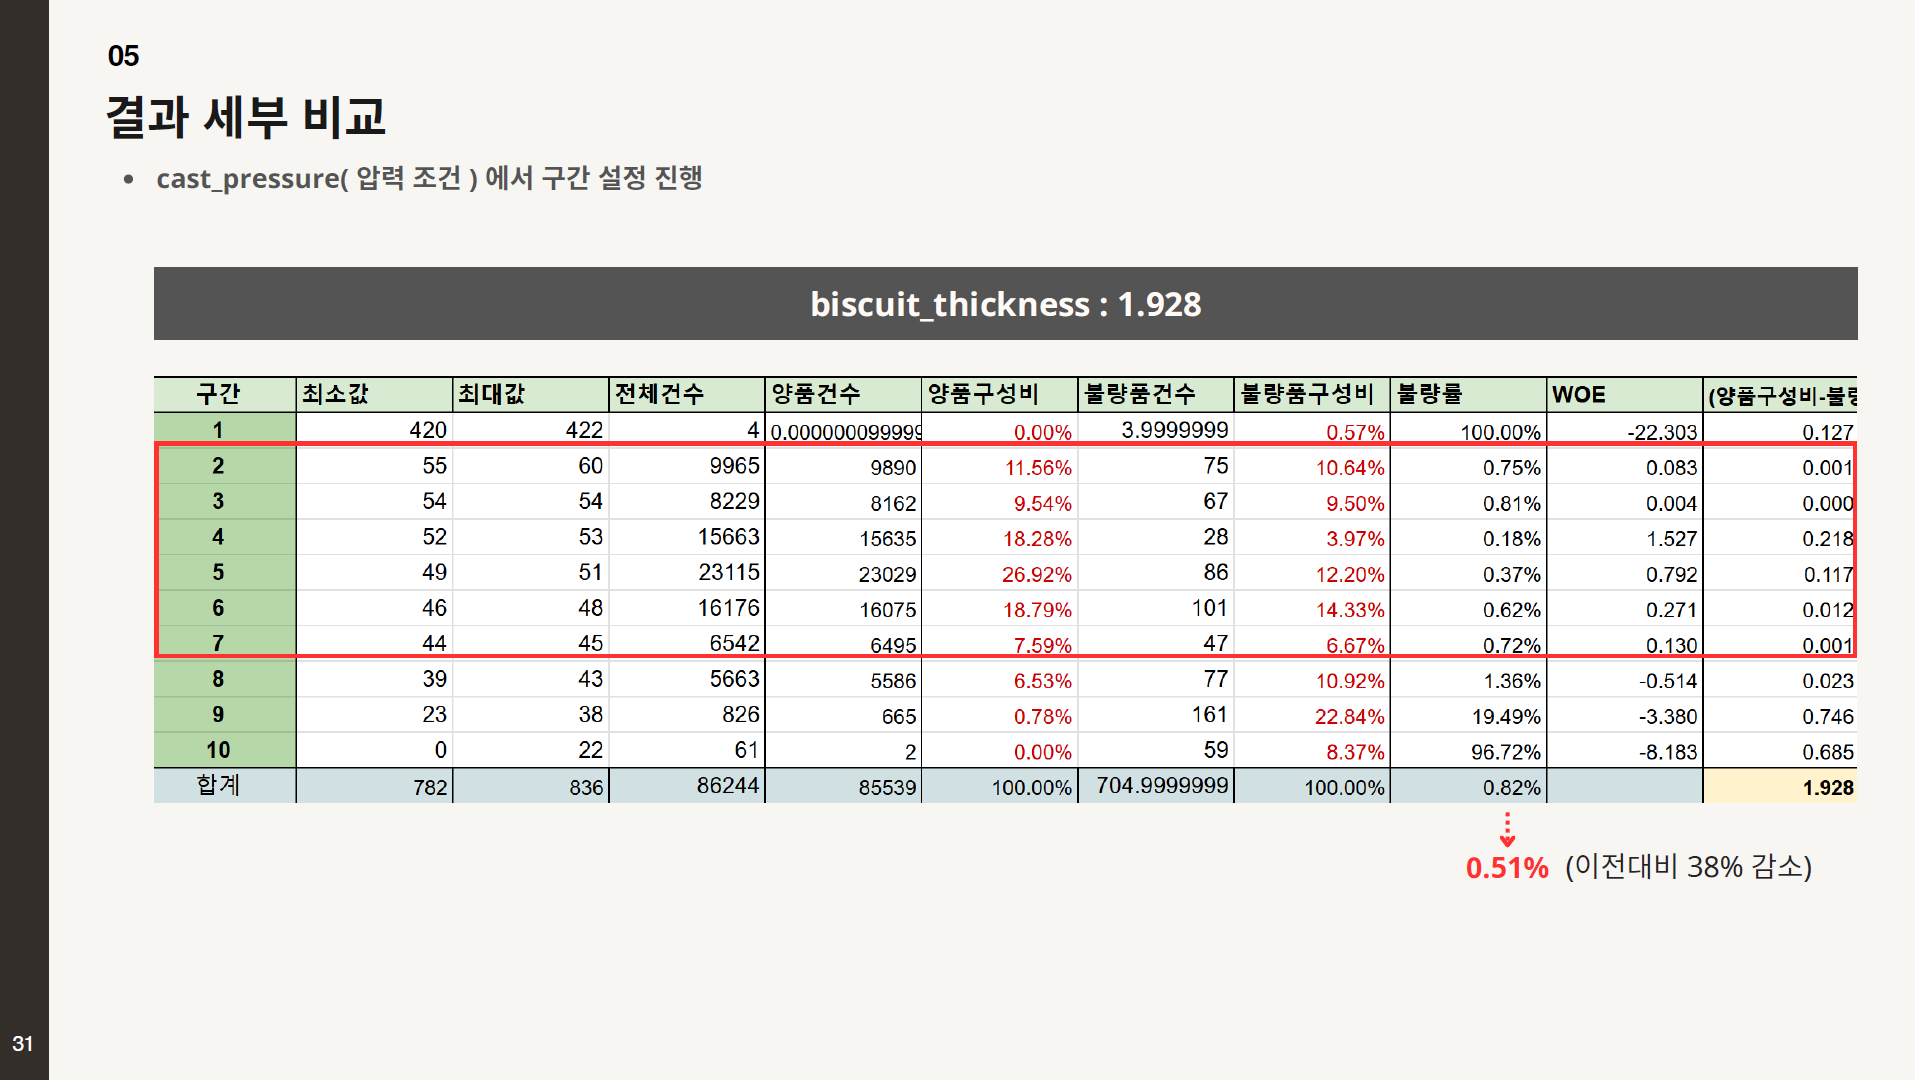 05
결과 세부 비교
• cast_pressure( 압력 조건 ) 에서 구간 설정 진행
biscuit_thickness : 1.928
구간 최소값 최대값 전체건수 양품건수 양품구성비 불량품건수 불량품구성비 불량률 WOE (양품구성비-불량
1 420 422 4 0.00000009999 0.00% 3.9999999 0.57% 100.00% -22.303 0.127
2 55 60 9965 9890 11.56% 75 10.64% 0.75% 0.083 0.001
3 54 54 8229 8162 9.54% 67 9.50% 0.81% 0.004 0.000
4 52 53 15663 15635 18.28% 28 3.97% 0.18% 1.527 0.218
5 49 51 23115 23029 26.92% 86 12.20% 0.37% 0.792 0.117
6 46 48 16176 16075 18.79% 101 14.33% 0.62% 0.271 0.012
7 44 45 6542 6495 7.59% 47 6.67% 0.72% 0.130 0.001
8 39 43 5663 5586 6.53% 77 10.92% 1.36% -0.514 0.023
9 23 38 826 665 0.78% 161 22.84% 19.49% -3.380 0.746
10 0 22 61 2 0.00% 59 8.37% 96.72% -8.183 0.685
합계 782 836 86244 85539 100.00% 704.9999999 100.00% 0.82% 1.928
0.51% (이전대비 38% 감소)
31